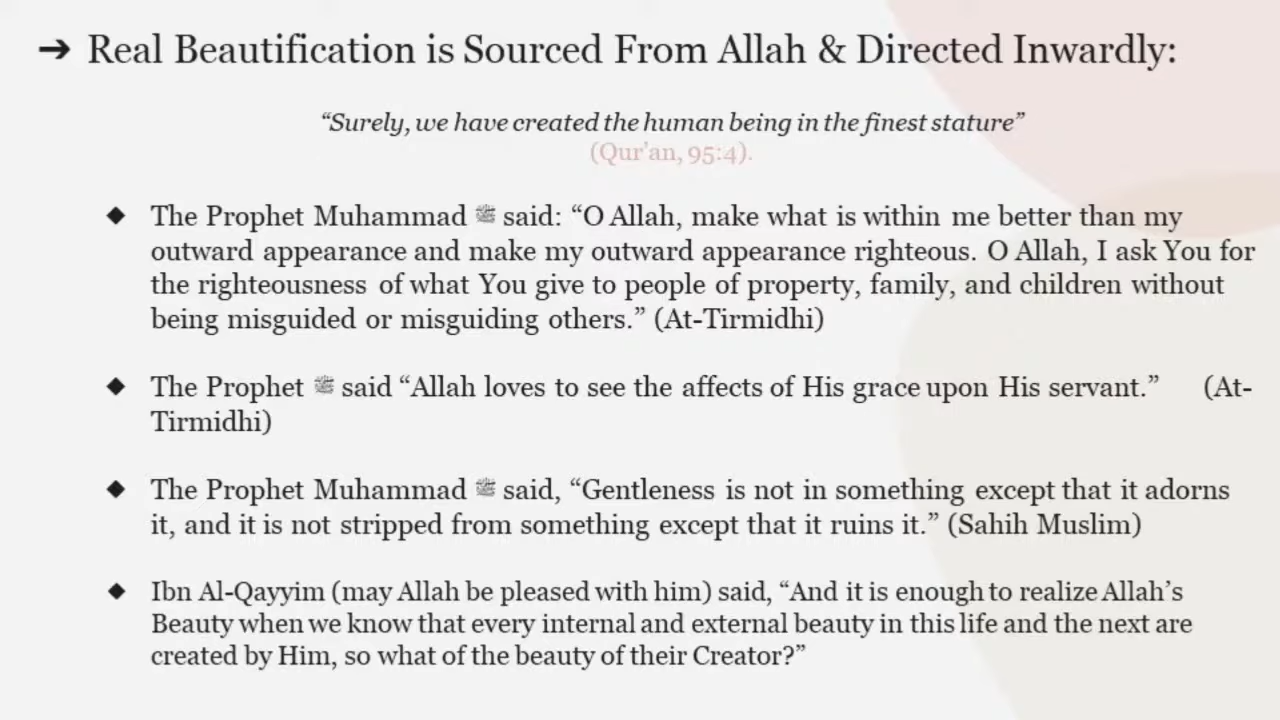 ➔ Real Beautification is Sourced From Allah & Directed Inwardly:
“Surely, we have created the human being in the finest stature”
(Qur'an, 95:4).
◆ The Prophet Muhammad ﷺ said: “O Allah, make what is within me better than my
outward appearance and make my outward appearance righteous. O Allah, I ask You for
the righteousness of what You give to people of property, family, and children without
being misguided or misguiding others.” (At-Tirmidhi)
◆ The Prophet ﷺ said “Allah loves to see the affects of His grace upon His servant.” (At-
Tirmidhi)
◆ The Prophet Muhammad ﷺ said, “Gentleness is not in something except that it adorns
it, and it is not stripped from something except that it ruins it.” (Sahih Muslim)
◆ Ibn Al-Qayyim (may Allah be pleased with him) said, “And it is enough to realize Allah’s
Beauty when we know that every internal and external beauty in this life and the next are
created by Him, so what of the beauty of their Creator?”